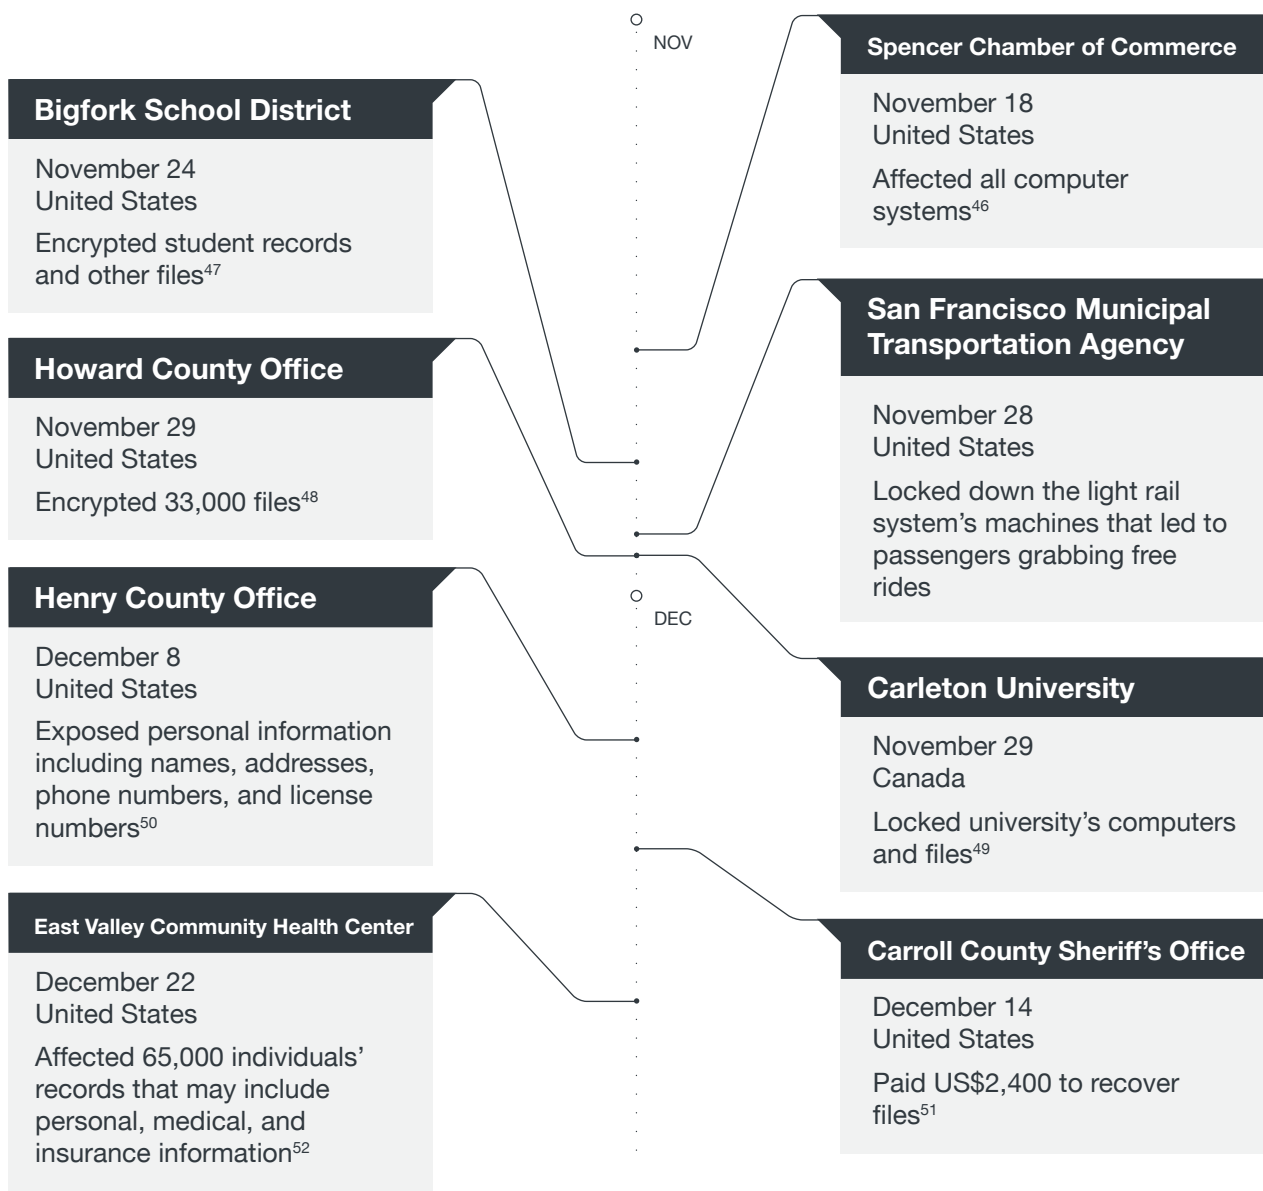 NOV
Spencer Chamber of Commerce
November 18
United States
Affected all computer
systems46
Bigfork School District
November 24
United States
Encrypted student records
and other files47
San Francisco Municipal
Transportation Agency
November 28
United States
Locked down the light rail
system's machines that led to
passengers grabbing free
rides
Howard County Office
November 29
United States
Encrypted 33,000 files48
Carleton University
November 29
Canada
Locked university's computers
and files49
DEC
Henry County Office
December 8
United States
Exposed personal information
including names, addresses,
phone numbers, and license
numbers50
Carroll County Sheriff's Office
December 14
United States
Paid US$2,400 to recover
files51
East Valley Community Health Center
December 22
United States
Affected 65,000 individuals'
records that may include
personal, medical, and
insurance information52